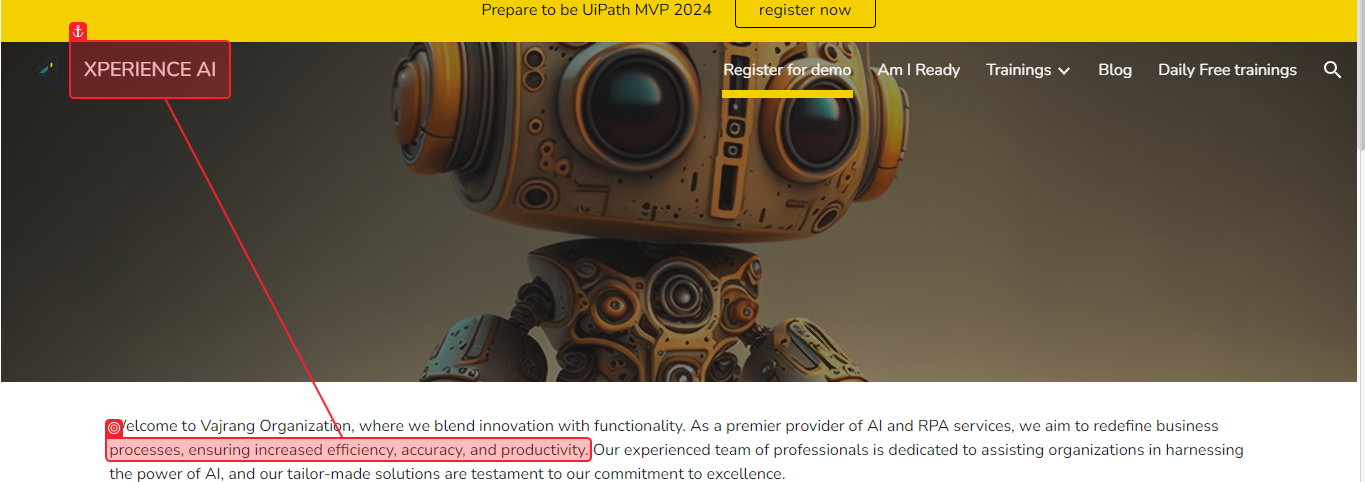 Prepare to be UiPath MVP 2024 register now
XPERIENCE AI Register for demo Am I Ready Trainings Blog Daily Free trainings
Welcome to Vajrang Organization, where we blend innovation with functionality. As a premier provider of AI and RPA services, we aim to redefine business
processes, ensuring increased efficiency, accuracy, and productivity. Our experienced team of professionals is dedicated to assisting organizations in harnessing
the power of AI, and our tailor-made solutions are testament to our commitment to excellence.